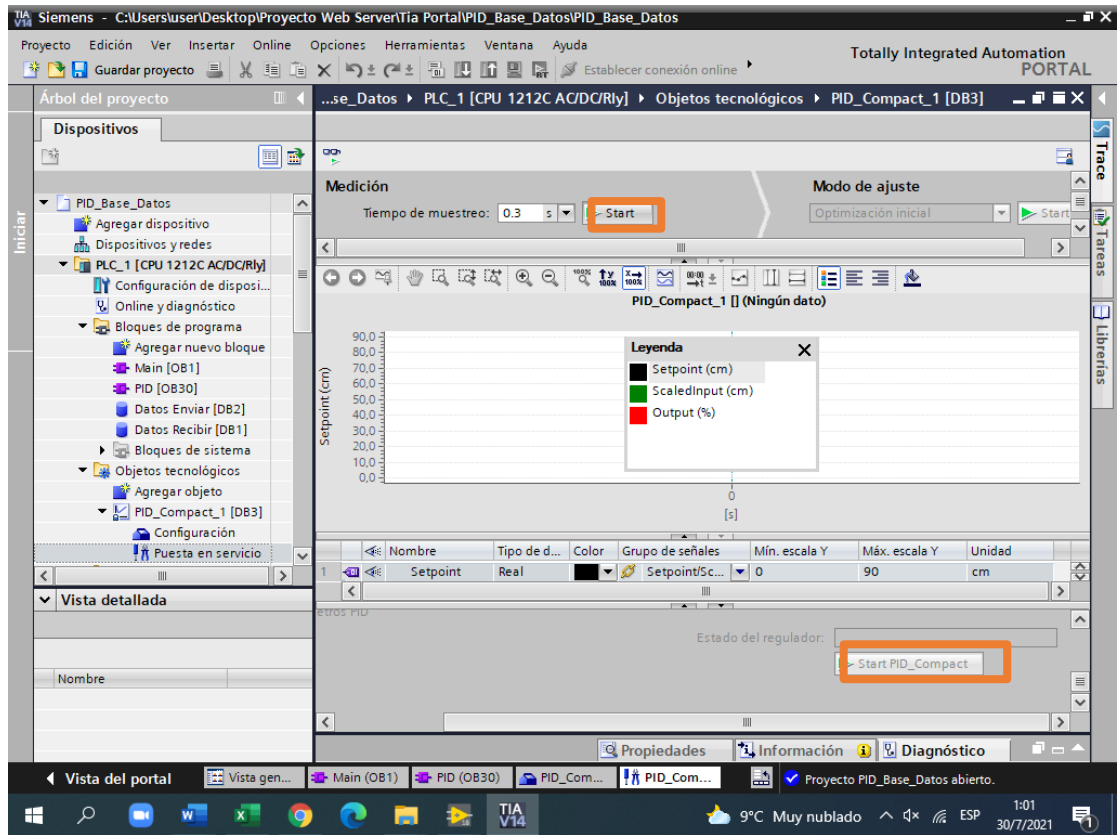 TIA V14 Siemens - C:\Users\user\Desktop\Proyecto Web Server\Tia Portal\PID_Base_Datos\PID_Base_Datos
Proyecto Edición Ver Insertar Online Opciones Herramientas Ventana Ayuda
Totally Integrated Automation
PORTAL
Guardar proyecto Establecer conexión online
Árbol del proyecto
...se_Datos PLC_1 [CPU 1212C AC/DC/Rly] Objetos tecnológicos PID_Compact_1 [DB3]
Dispositivos
Iniciar
PID_Base_Datos
Agregar dispositivo
Dispositivos y redes
PLC_1 [CPU 1212C AC/DC/Rly]
Configuración de disposi...
Online y diagnóstico
Bloques de programa
Agregar nuevo bloque
Main [OB1]
PID [OB30]
Datos Enviar [DB2]
Datos Recibir [DB1]
Bloques de sistema
Objetos tecnológicos
Agregar objeto
PID_Compact_1 [DB3]
Configuración
Puesta en servicio
Vista detallada
Nombre
Medición
Modo de ajuste
Tiempo de muestreo: 0.3 s Start
Optimización inicial Start
PID_Compact_1 [] (Ningún dato)
Setpoint (cm)
90,0
80,0
70,0
60,0
50,0
40,0
30,0
20,0
10,0
0,0
Leyenda
Setpoint (cm)
ScaledInput (cm)
Output (%)
0
[s]
Nombre Tipo de d... Color Grupo de señales Mín. escala Y Máx. escala Y Unidad
1 Setpoint Real Setpoint/Sc... 0 90 cm
etros PID
Estado del regulador:
Start PID_Compact
Propiedades Información Diagnóstico
Trace
Tareas
Librerías
Vista del portal Vista gen... Main (OB1) PID (OB30) PID_Com... PID_Com... Proyecto PID_Base_Datos abierto.
TIA V14
9°C Muy nublado ESP
1:01
30/7/2021